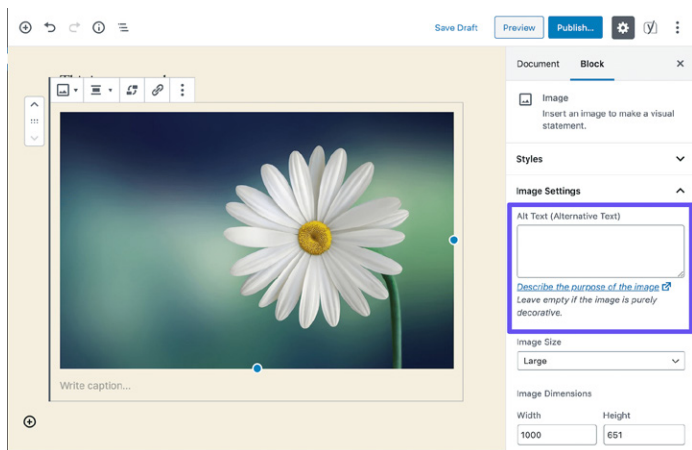 Save Draft
Preview
Publish...
Document
Block
Image
Insert an image to make a visual
statement.
Styles
Image Settings
Alt Text (Alternative Text)
Describe the purpose of the image
Leave empty if the image is purely
decorative.
Image Size
Large
Image Dimensions
Width
Height
1000
651
Write caption...